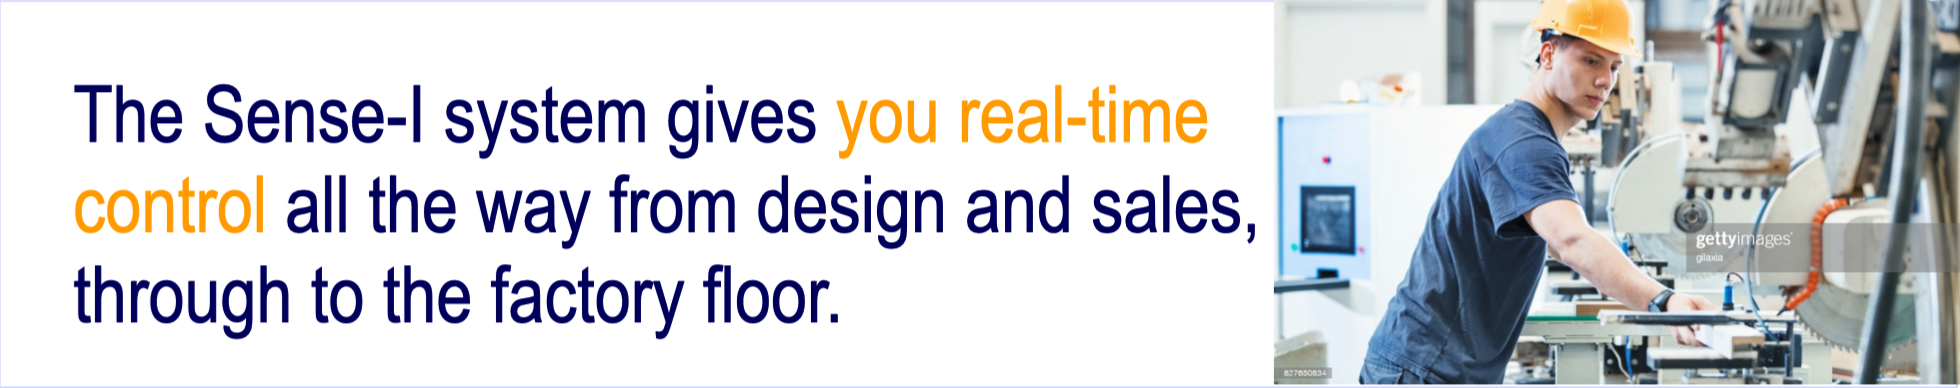 The Sense-I system gives you real-time
control all the way from design and sales,
through to the factory floor.
gettyimages
gilaxia
827650834